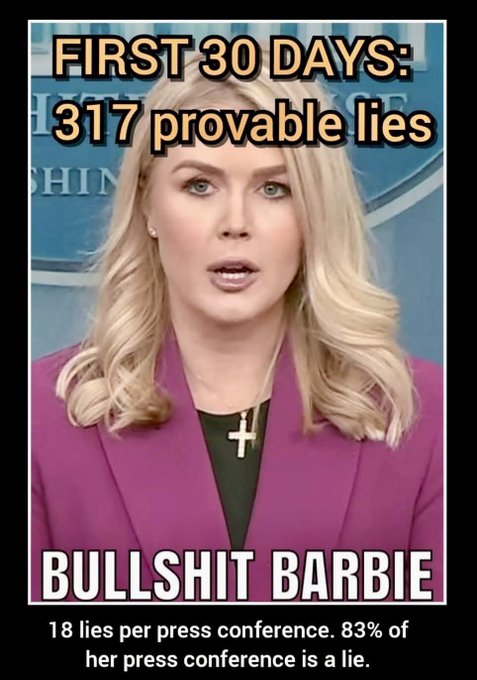 FIRST 30 DAYS:
317 provable lies
SHIN
BULLSHIT BARBIE
18 lies per press conference. 83% of
her press conference is a lie.